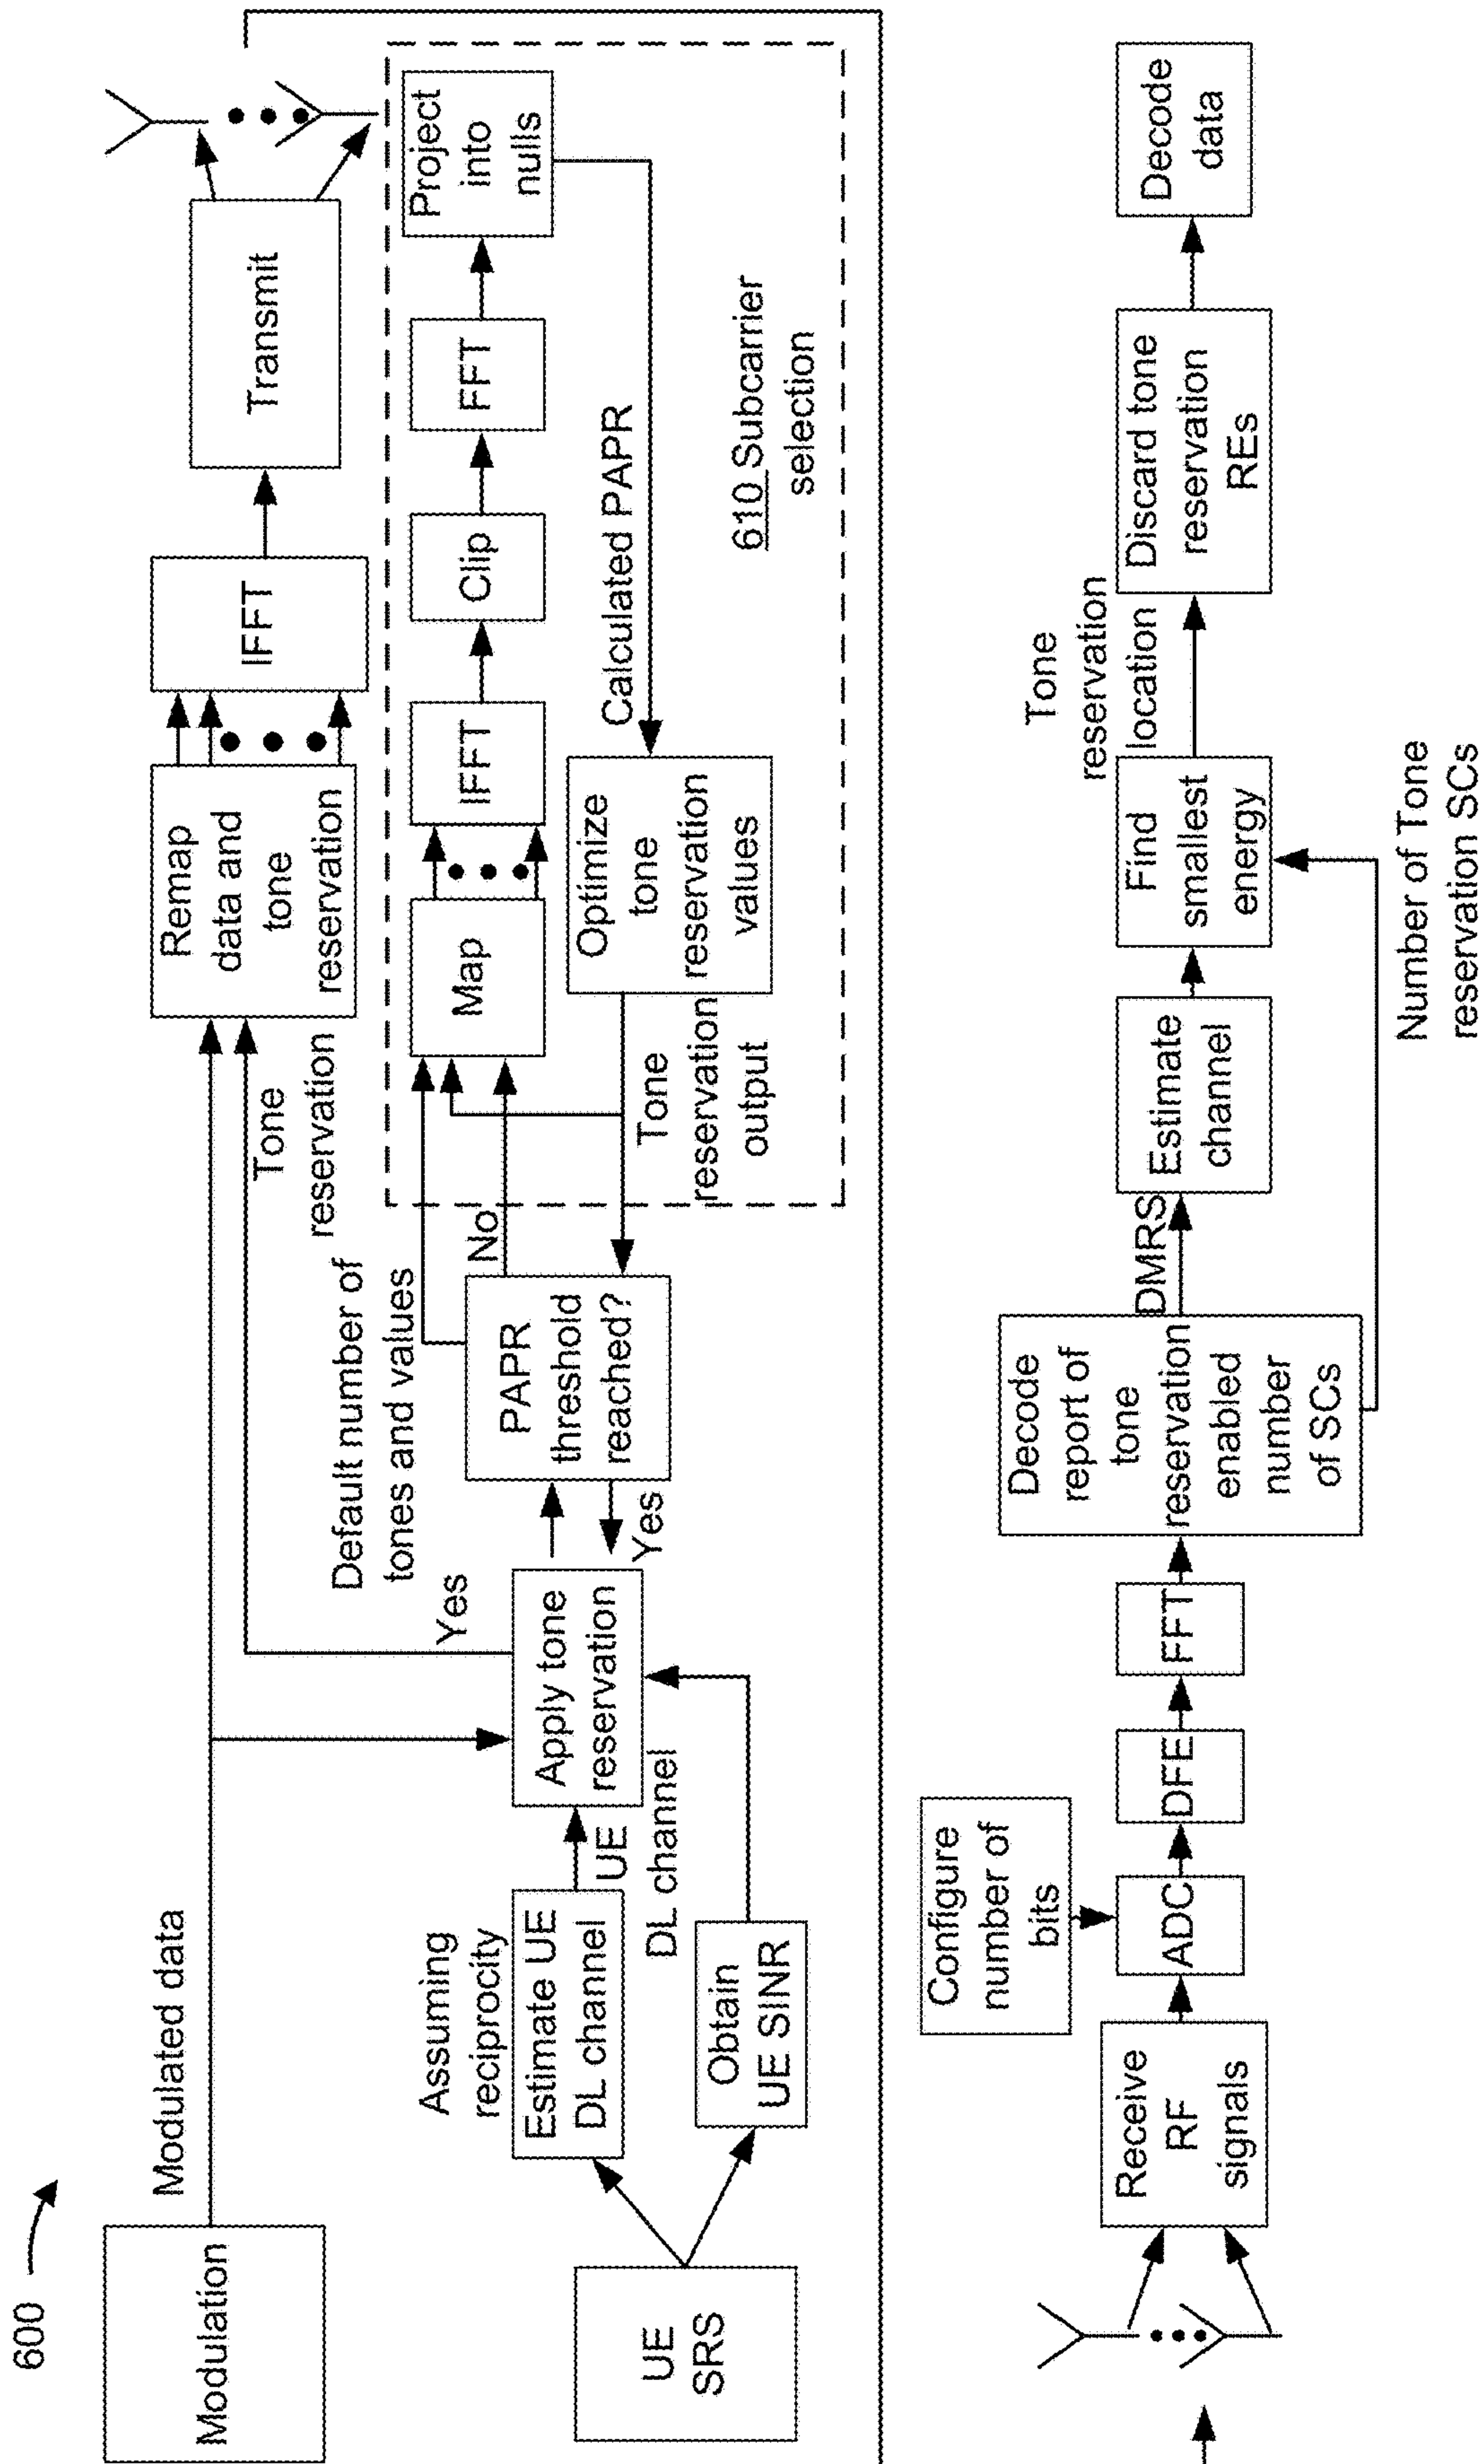 600
Modulation
Modulated data
Remap
data and
tone
reservation
IFFT
Transmit
Tone
reservation
UE
SRS
Assuming
reciprocity
Estimate UE
DL channel
UE
DL channel
Obtain
UE SINR
Apply tone
reservation
Yes
Yes
Default number of
tones and values
PAPR
threshold
reached?
No
Map
IFFT
Clip
FFT
Project
into
nulls
Calculated PAPR
Optimize
tone
reservation
values
Tone
reservation
output
610 Subcarrier
selection
Receive
RF
signals
Configure
number of
bits
ADC
DFE
FFT
Decode
report of
tone
reservation
enabled
number
of SCs
DMRS
Estimate
channel
Find
smallest
energy
Number of Tone
reservation SCs
Tone
reservation
location
Discard tone
reservation
REs
Decode
data